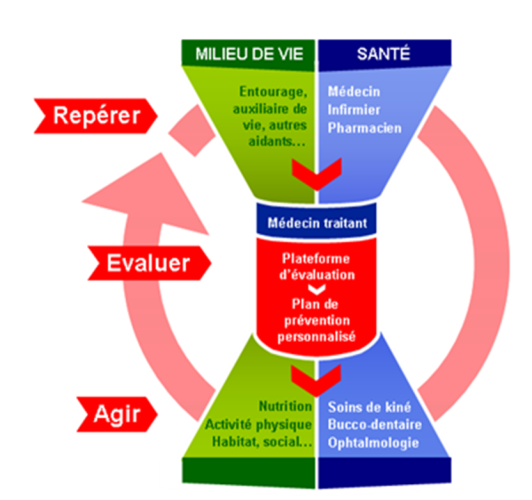 MILIEU DE VIE
SANTÉ
Repérer
Entourage,
auxiliaire de
vie, autres
aidants...
Médecin
Infirmier
Pharmacien
Médecin traitant
Evaluer
Plateforme
d'évaluation
Plan de
prévention
personnalisé
Agir
Nutrition
Activité physique
Habitat, social...
Soins de kiné
Bucco-dentaire
Ophtalmologie